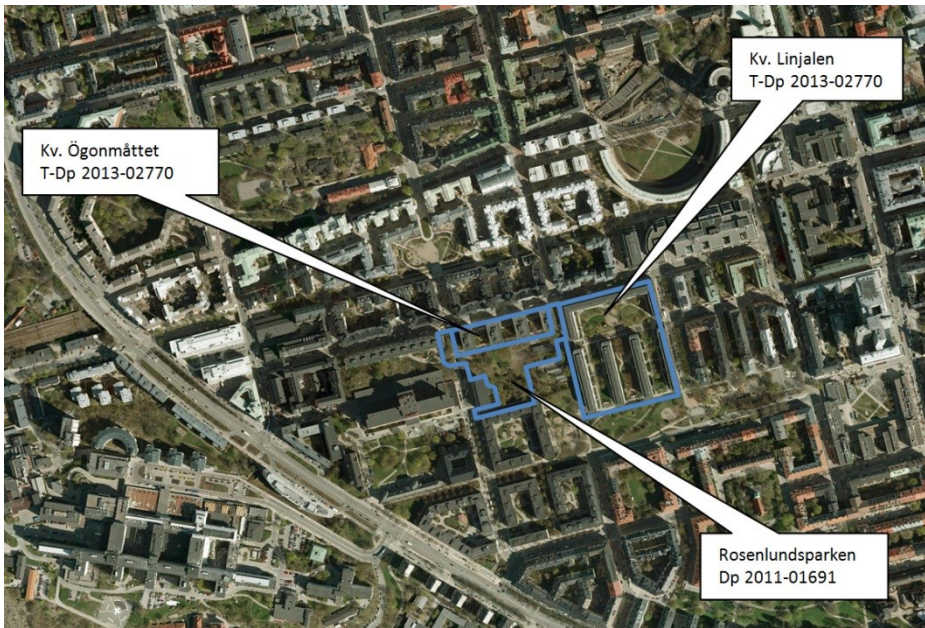 Kv. Linjalen
T-Dp 2013-02770
Kv. Ögonmåttet
T-Dp 2013-02770
Rosenlundsparken
Dp 2011-01691